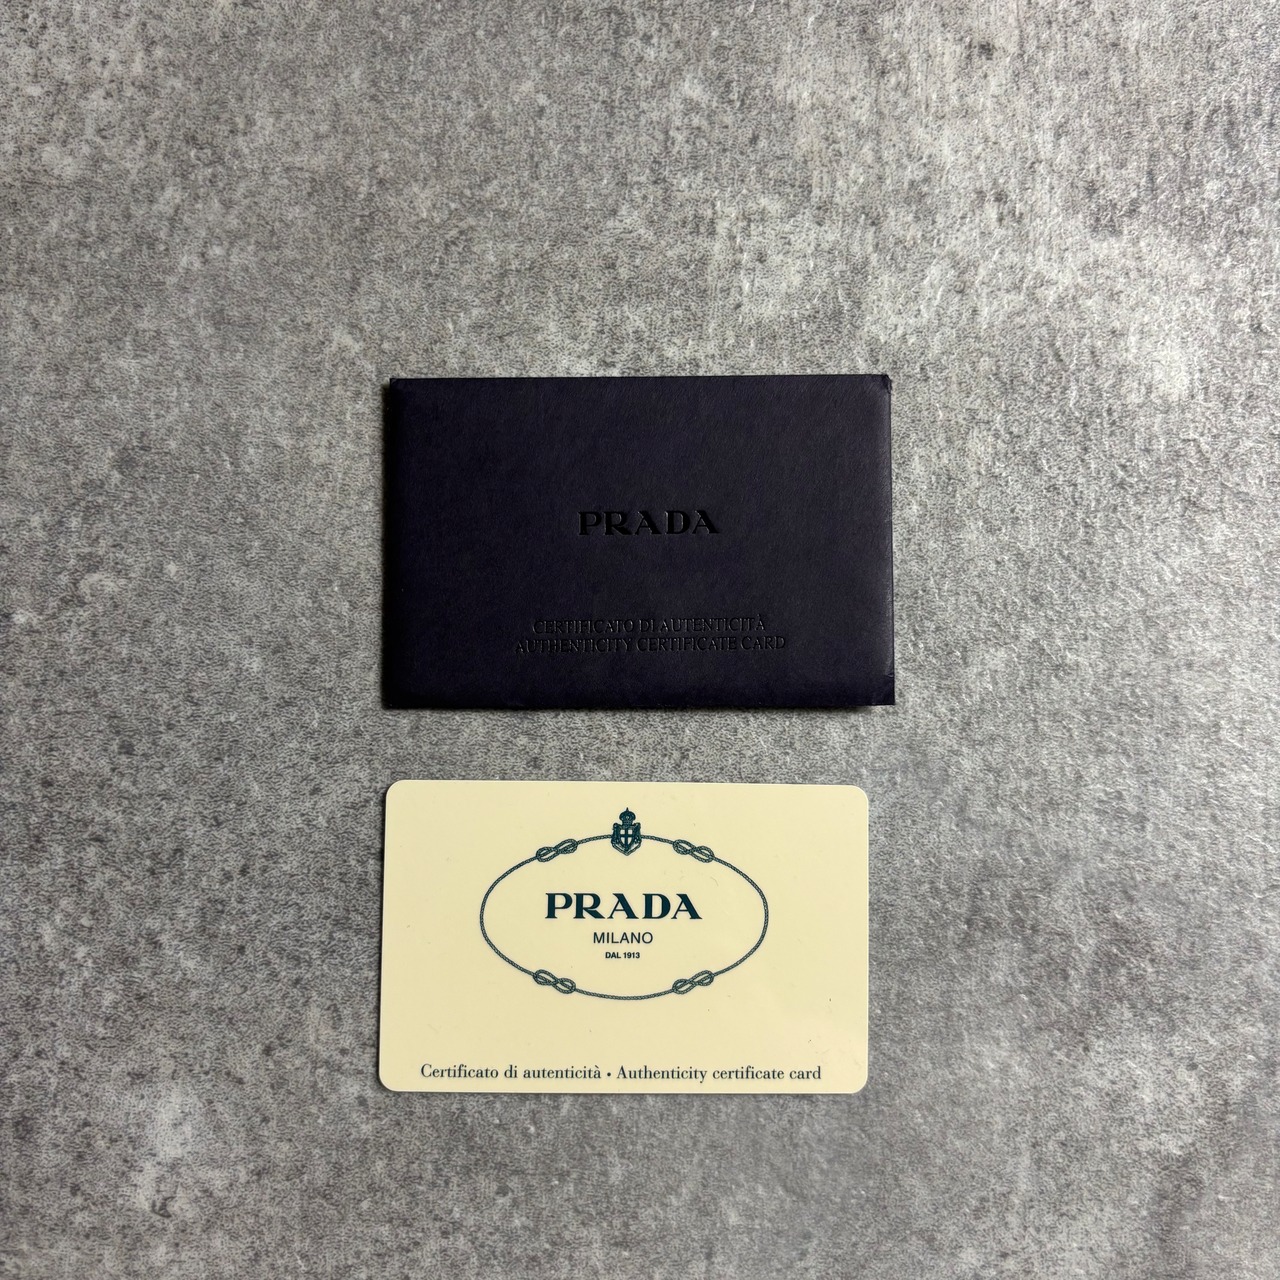 PRADA
CERTIFICATO DI AUTENTICITÀ
AUTHENTICITY CERTIFICATE CARD
PRADA
MILANO
DAL 1913
Certificato di autenticità • Authenticity certificate card